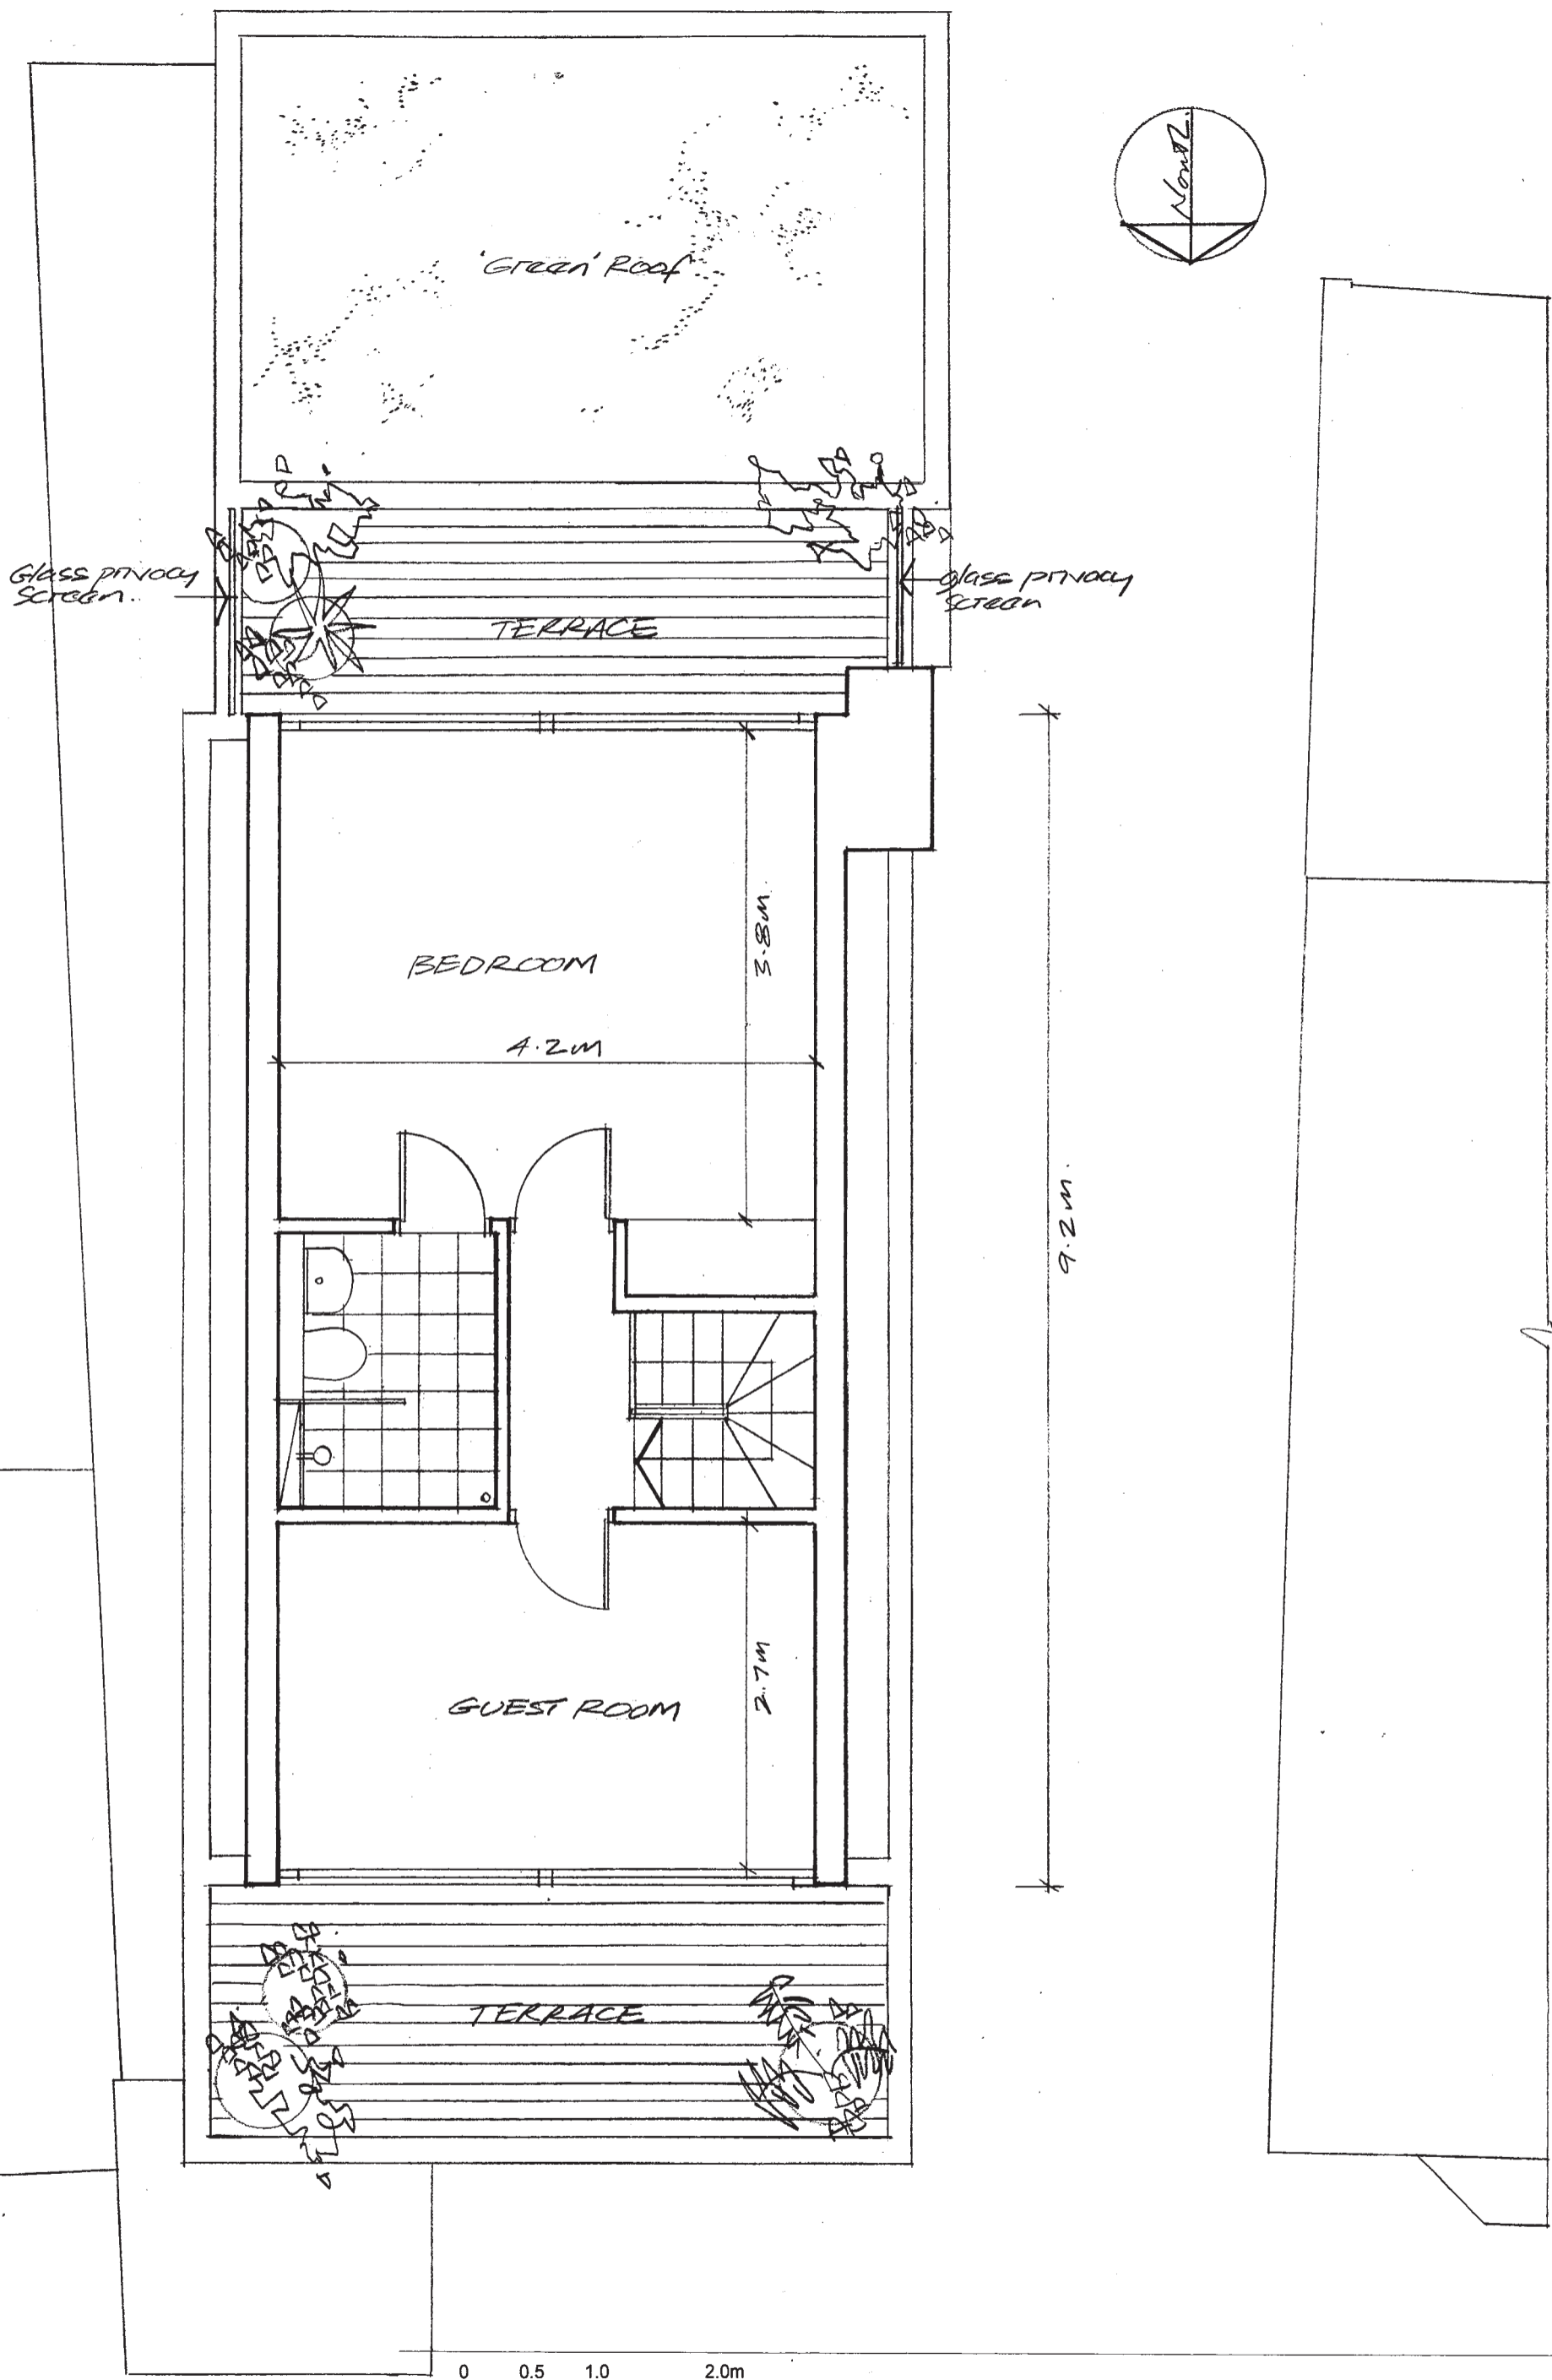 North.
'Green' Roof
Glass privacy
screen.
glass privacy
screen
TERRACE
BEDROOM
3.8m.
4.2m
9.2m.
2.7m
GUEST ROOM
TERRACE
0 0.5 1.0 2.0m